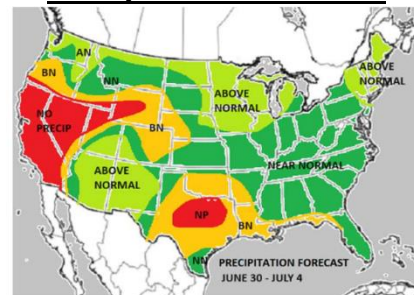 AN
BN
NN
ABOVE
NORMAL
ABOVE
NORMAL
NO
PRECIP
BN
ABOVE
NORMAL
NEAR NORMAL
NP
BN
NN
PRECIPITATION FORECAST
JUNE 30 - JULY 4